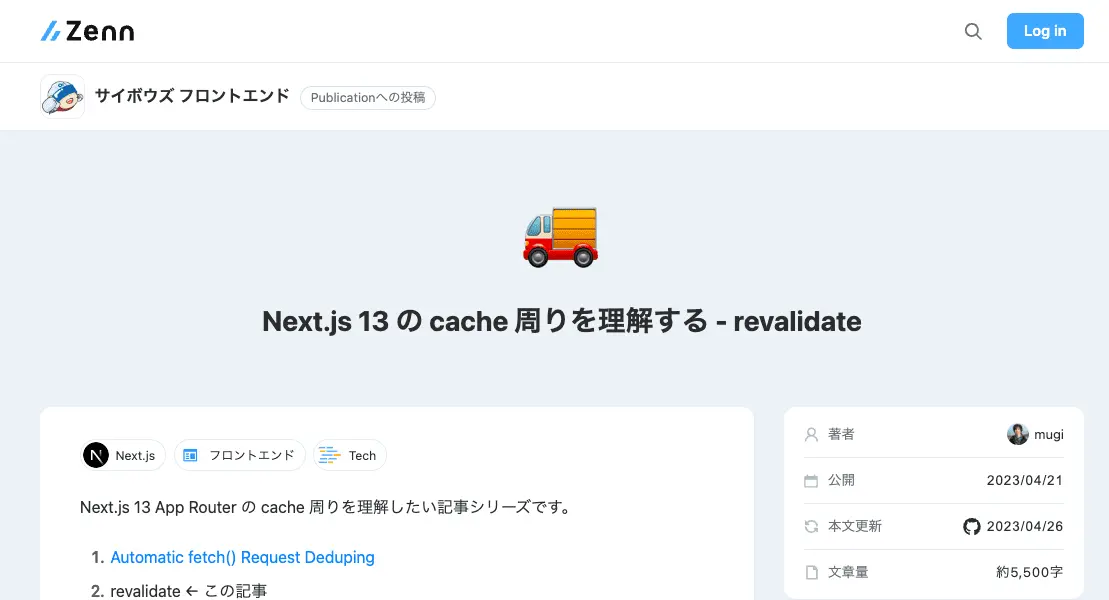 Zenn
Log in
サイボウズ フロントエンド
Publicationへの投稿
Next.js 13 の cache 周りを理解する - revalidate
Next.js
フロントエンド
Tech
Next.js 13 App Router の cache 周りを理解したい記事シリーズです。
1. Automatic fetch() Request Deduping
2. revalidate ← この記事
著者 mugi
公開 2023/04/21
本文更新 2023/04/26
文章量 約5,500字